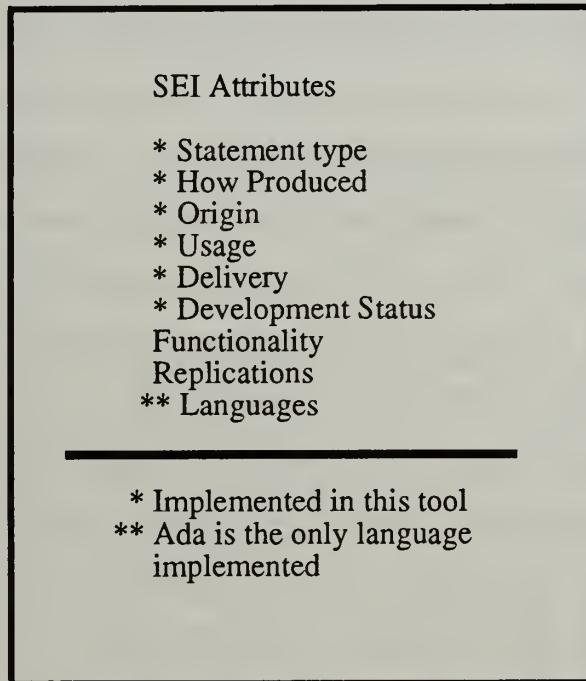 SEI Attributes
* Statement type
* How Produced
* Origin
* Usage
* Delivery
* Development Status
Functionality
Replications
** Languages
* Implemented in this tool
** Ada is the only language
implemented